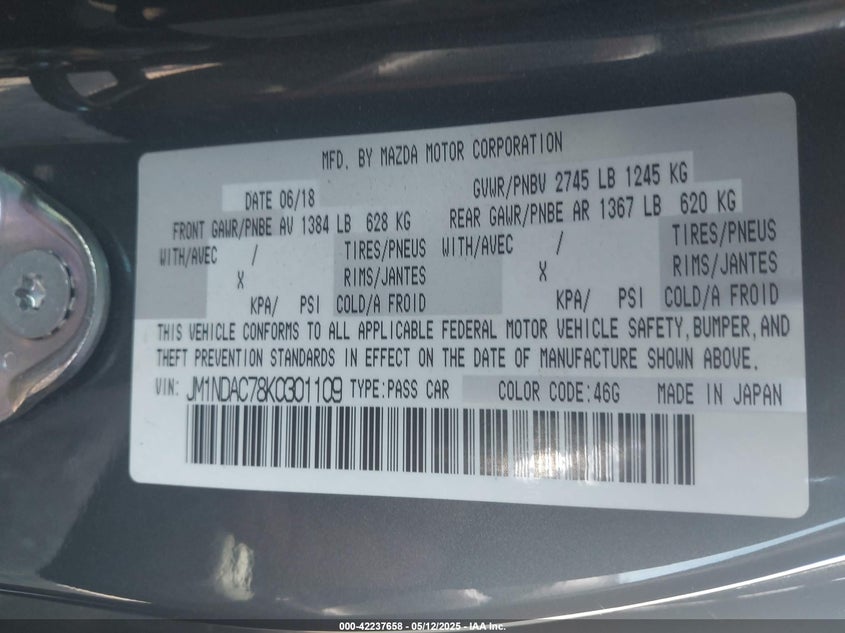 MFD. BY MAZDA MOTOR CORPORATION
DATE 06/18 GVWR/PNBV 2745 LB 1245 KG
FRONT GAWR/PNBE AV 1384 LB 628 KG REAR GAWR/PNBE AR 1367 LB 620 KG
WITH/AVEC / TIRES/PNEUS WITH/AVEC / TIRES/PNEUS
X RIMS/JANTES X RIMS/JANTES
KPA/ PSI COLD/A FROID KPA/ PSI COLD/A FROID
THIS VEHICLE CONFORMS TO ALL APPLICABLE FEDERAL MOTOR VEHICLE SAFETY, BUMPER, AND
THEFT PREVENTION STANDARDS IN EFFECT ON THE DATE OF MANUFACTURE SHOWN ABOVE.
VIN: JM1NDAC78K0301109 TYPE:PASS CAR COLOR CODE:46G MADE IN JAPAN
000-42237658 - 05/12/2025 - IAA Inc.